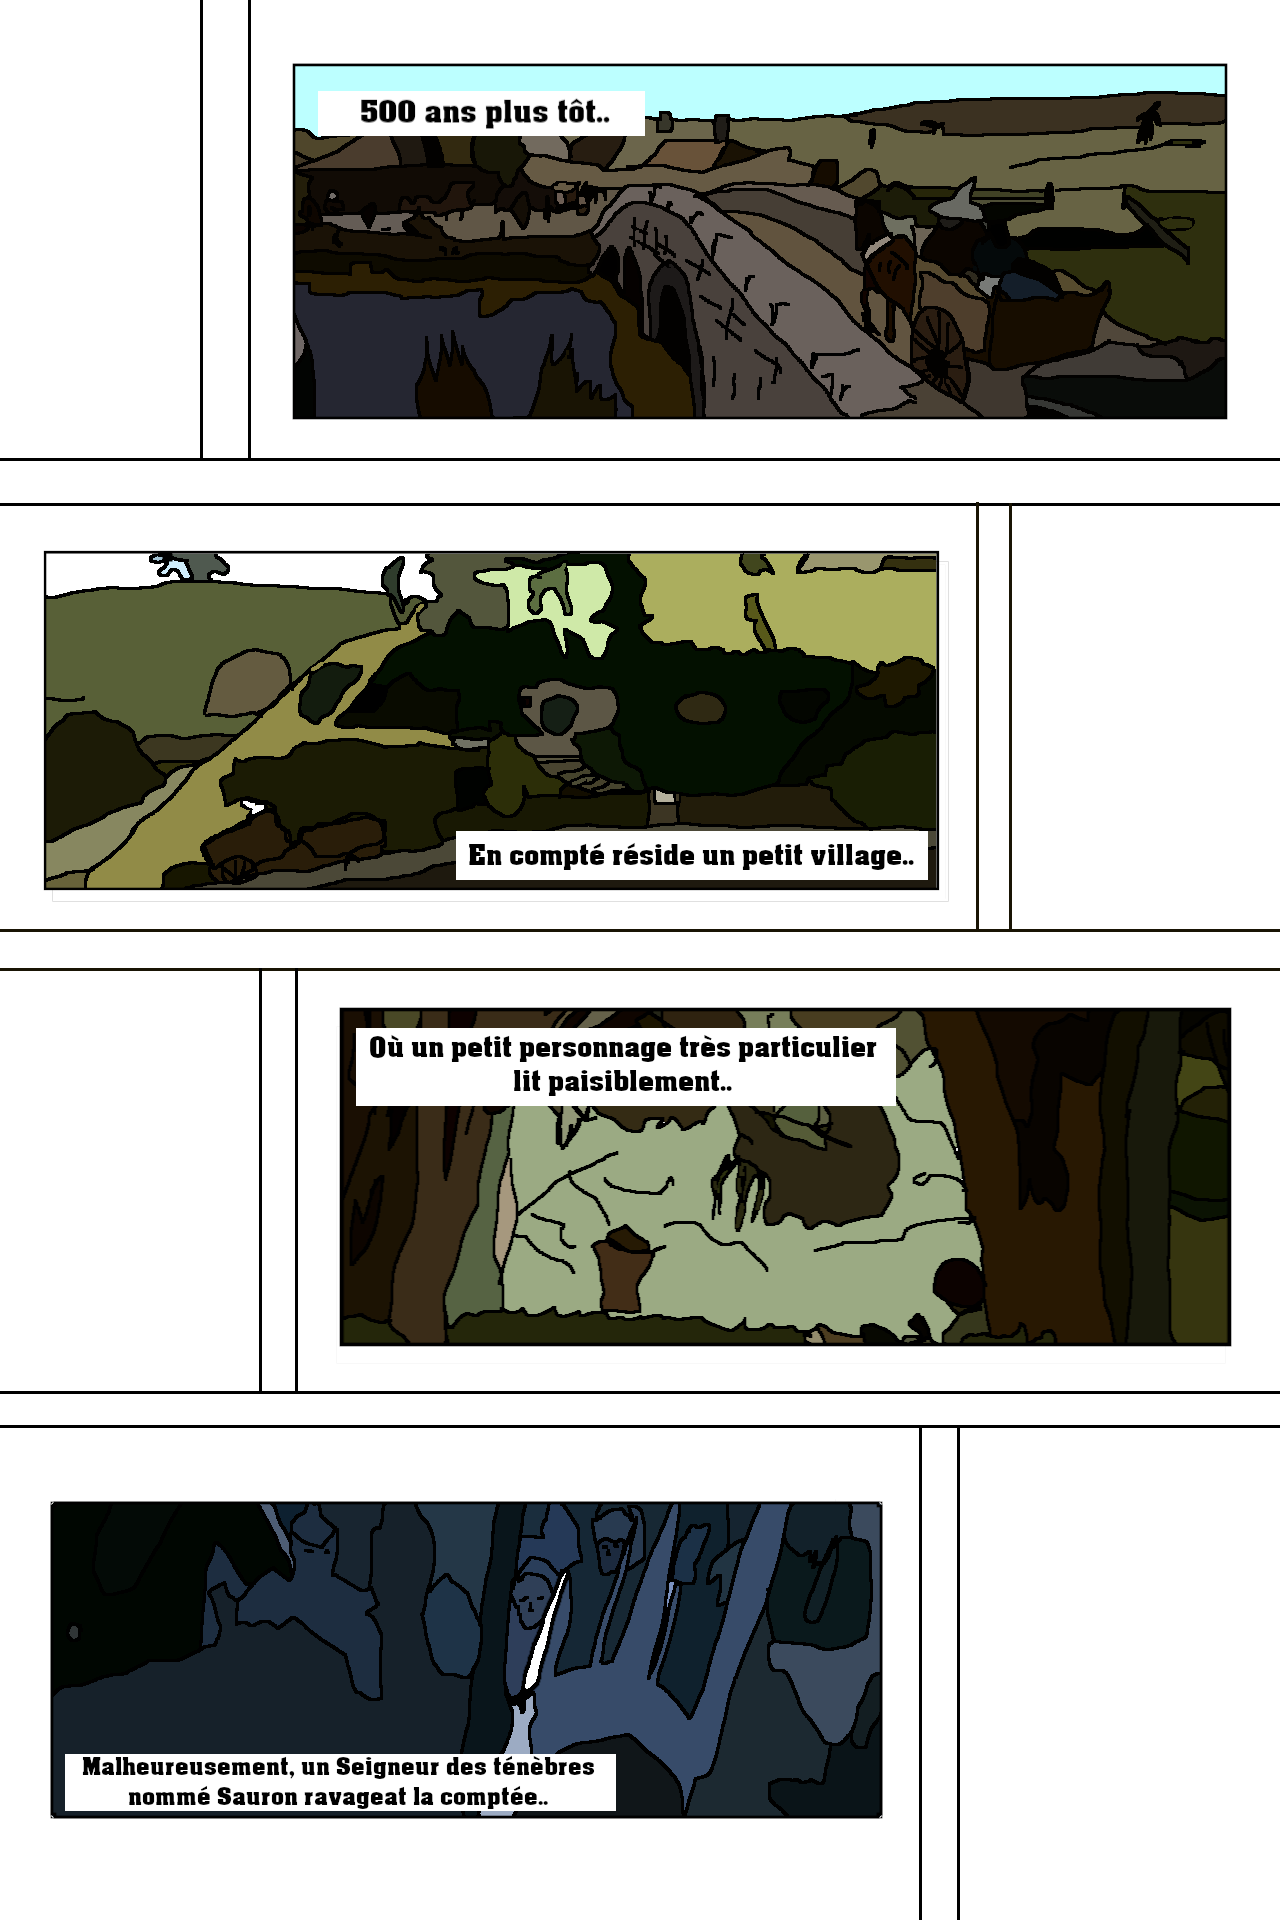 500 ans plus tôt..
En compté réside un petit village..
Où un petit personnage très particulier
lit paisiblement..
Malheureusement, un Seigneur des ténèbres
nommé Sauron ravageat la comptée..